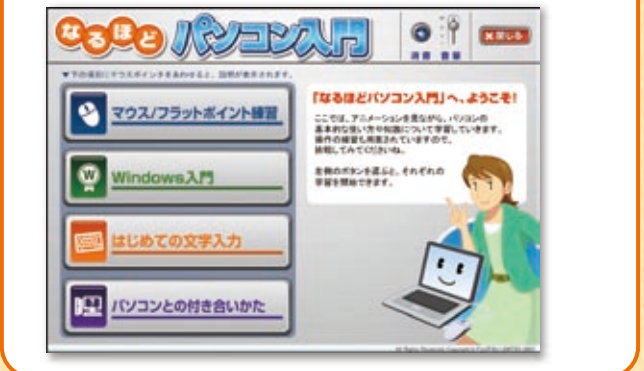 なるほど パソコン入門
消音 音量
×閉じる
▼下の項目にマウスポインタをあわせると、説明が表示されます。
マウス/フラットポイント練習
W
Windows入門
はじめての文字入力
パソコンとの付き合いかた
「なるほどパソコン入門」へ、ようこそ!
ここでは、アニメーションを見ながら、パソコンの
基本的な使い方や知識について学習していきます。
操作の練習も用意されていますので、
挑戦してみてくださいね。
左側のボタンを選ぶと、それぞれの
学習を開始できます。